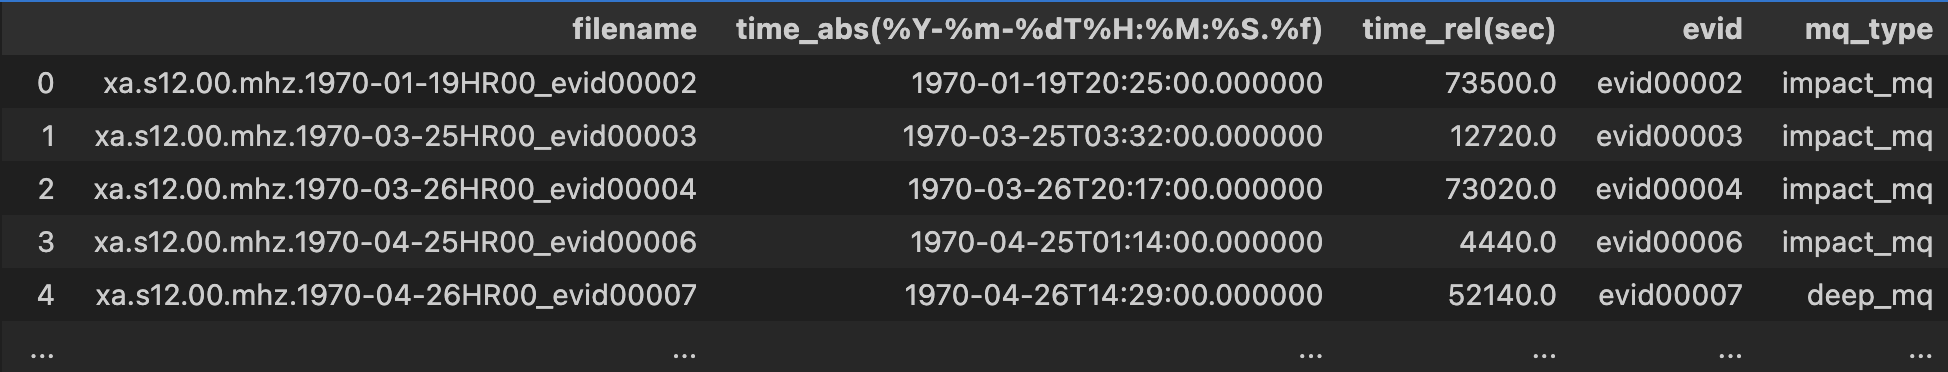 filename time_abs(%Y-%m-%dT%H:%M:%S.%f) time_rel(sec) evid mq_type
0 xa.s12.00.mhz.1970-01-19HR00_evid00002 1970-01-19T20:25:00.000000 73500.0 evid00002 impact_mq
1 xa.s12.00.mhz.1970-03-25HR00_evid00003 1970-03-25T03:32:00.000000 12720.0 evid00003 impact_mq
2 xa.s12.00.mhz.1970-03-26HR00_evid00004 1970-03-26T20:17:00.000000 73020.0 evid00004 impact_mq
3 xa.s12.00.mhz.1970-04-25HR00_evid00006 1970-04-25T01:14:00.000000 4440.0 evid00006 impact_mq
4 xa.s12.00.mhz.1970-04-26HR00_evid00007 1970-04-26T14:29:00.000000 52140.0 evid00007 deep_mq
... ... ... ... ... ...